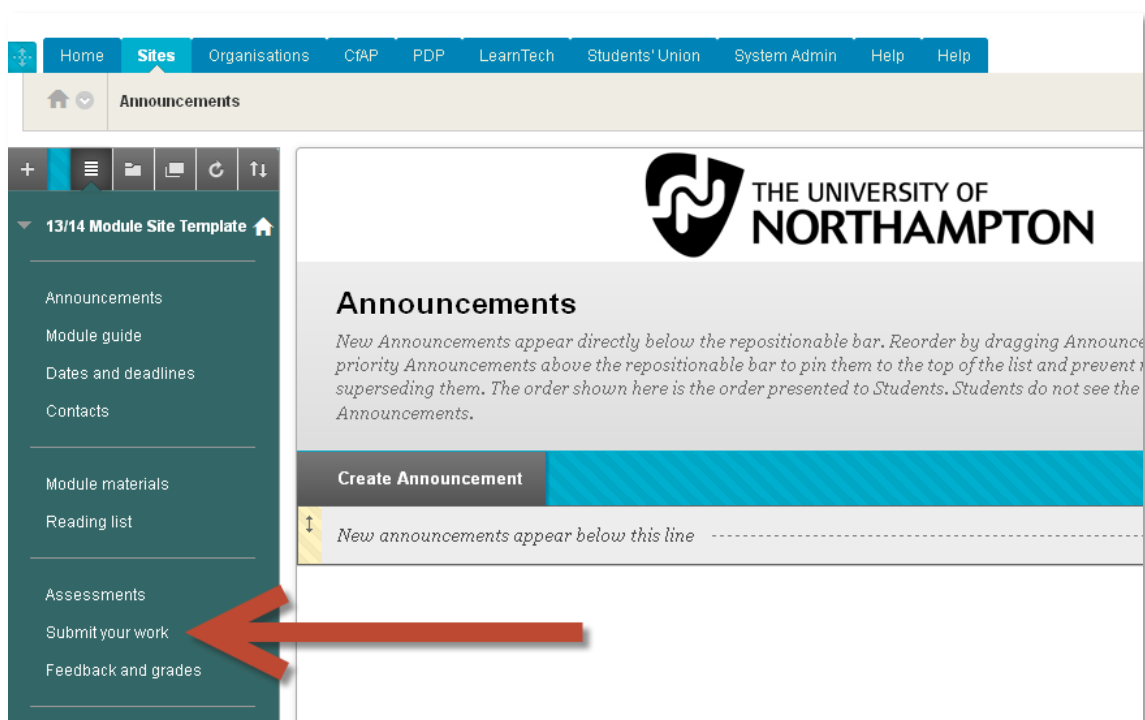 Home Sites Organisations CfAP PDP LearnTech Students' Union System Admin Help Help
Announcements
13/14 Module Site Template
Announcements
Module guide
Dates and deadlines
Contacts
Module materials
Reading list
Assessments
Submit your work
Feedback and grades
THE UNIVERSITY OF
NORTHAMPTON
Announcements
New Announcements appear directly below the repositionable bar. Reorder by dragging
priority Announcements above the repositionable bar to pin them to the top of the list and prevent
superseding them. The order shown here is the order presented to Students. Students do not see the
Announcements.
Create Announcement
New announcements appear below this line